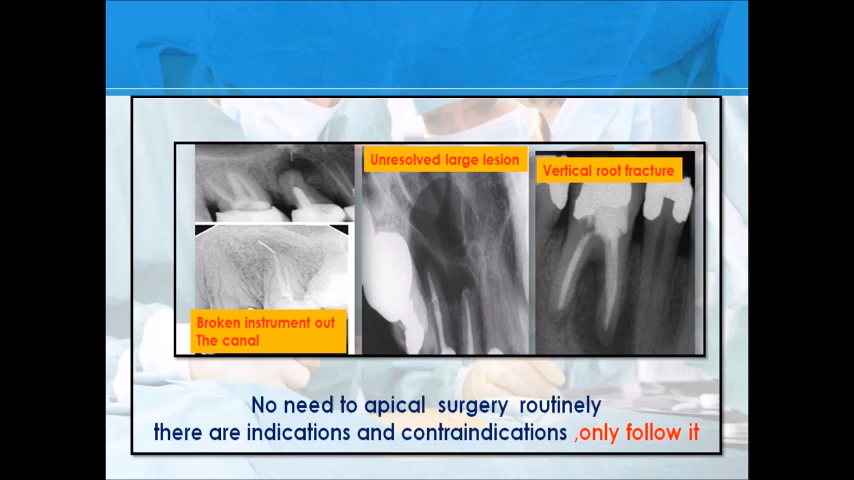 Unresolved large lesion
Vertical root fracture
Broken instrument out
The canal
No need to apical surgery routinely
there are indications and contraindications ,only follow it